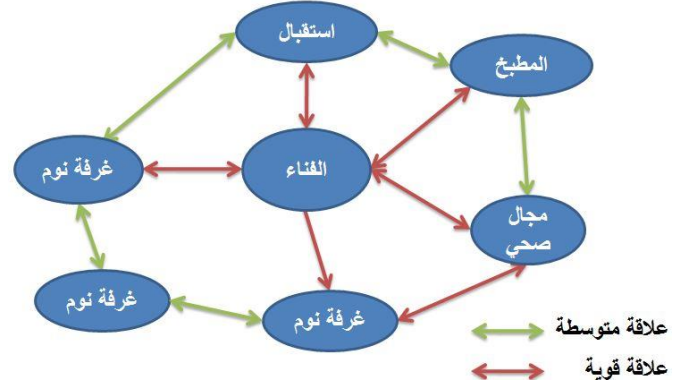 استقبال
المطبخ
الفناء
غرفة نوم
مجال
صحي
غرفة نوم
غرفة نوم
علاقة متوسطة
علاقة قوية